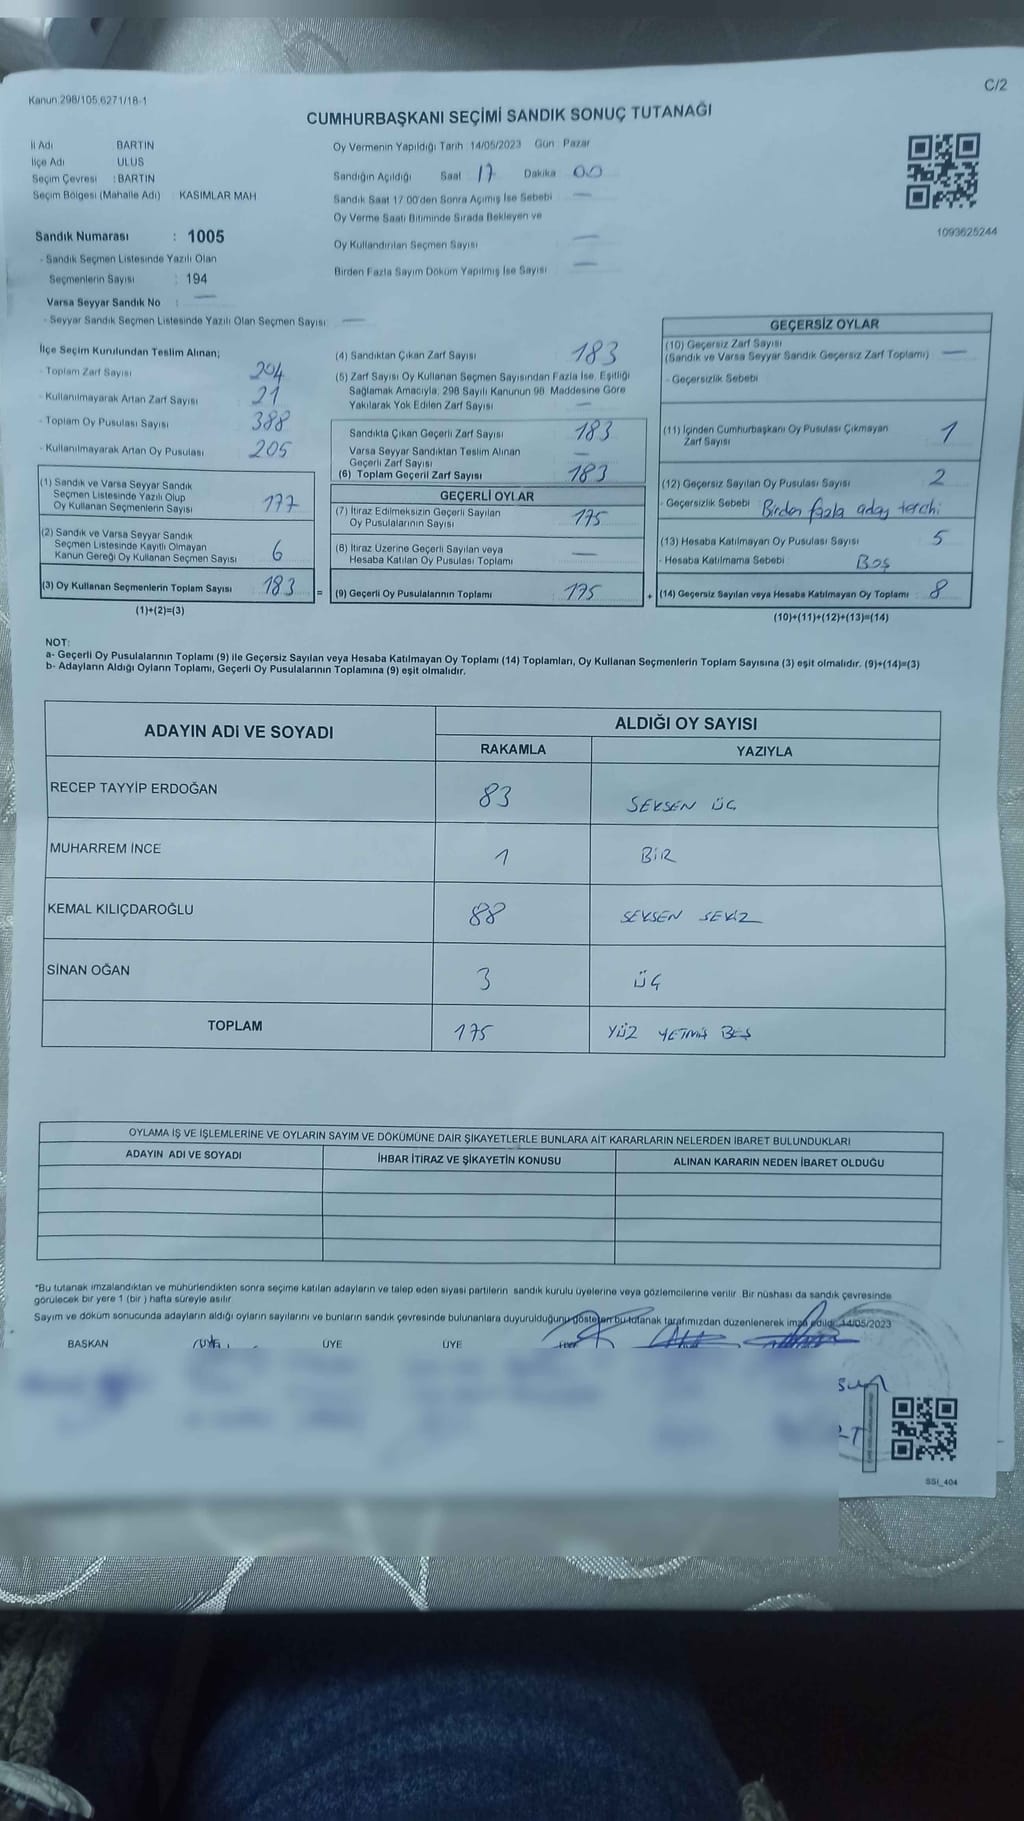 C/2
Kanun:298/105,6271/18-1
CUMHURBAŞKANI SEÇİMİ SANDIK SONUÇ TUTANAĞI
İl Adı BARTIN
İlçe Adı ULUS
Seçim Çevresi : BARTIN
Seçim Bölgesi (Mahalle Adı) : KASIMLAR MAH
Sandık Numarası : 1005
- Sandık Seçmen Listesinde Yazılı Olan
Seçmenlerin Sayısı : 194
Varsa Seyyar Sandık No : —
- Seyyar Sandık Seçmen Listesinde Yazılı Olan Seçmen Sayısı: —
Oy Vermenin Yapıldığı Tarih :14/05/2023 Gün Pazar
Sandığın Açıldığı Saat 17 Dakika 00
Sandık Saat 17:00'den Sonra Açımış İse Sebebi —
Oy Verme Saati Bitiminde Sırada Bekleyen ve
Oy Kullandırılan Seçmen Sayısı —
Birden Fazla Sayım Döküm Yapılmış İse Sayısı —
1093625244
İlçe Seçim Kurulundan Teslim Alınan;
- Toplam Zarf Sayısı 204
- Kullanılmayarak Artan Zarf Sayısı 21
- Toplam Oy Pusulası Sayısı 388
- Kullanılmayarak Artan Oy Pusulası 205
(1) Sandık ve Varsa Seyyar Sandık
Seçmen Listesinde Yazılı Olup
Oy Kullanan Seçmenlerin Sayısı 177
(2) Sandık ve Varsa Seyyar Sandık
Seçmen Listesinde Kayıtlı Olmayan
Kanun Gereği Oy Kullanan Seçmen Sayısı 6
(3) Oy Kullanan Seçmenlerin Toplam Sayısı 183 =
(1)+(2)=(3)
(4) Sandıktan Çıkan Zarf Sayısı 183
(5) Zarf Sayısı Oy Kullanan Seçmen Sayısından Fazla İse, Eşitliği
Sağlamak Amacıyla; 298 Sayılı Kanunun 98. Maddesine Göre
Yakılarak Yok Edilen Zarf Sayısı —
Sandıkta Çıkan Geçerli Zarf Sayısı 183
Varsa Seyyar Sandıktan Teslim Alınan —
Geçerli Zarf Sayısı
(6) Toplam Geçerli Zarf Sayısı 183
GEÇERLİ OYLAR
(7) İtiraz Edilmeksizin Geçerli Sayılan
Oy Pusulalarının Sayısı 175
(8) İtiraz Üzerine Geçerli Sayılan veya
Hesaba Katılan Oy Pusulası Toplamı —
(9) Geçerli Oy Pusulalarının Toplamı 175 +
GEÇERSİZ OYLAR
(10) Geçersiz Zarf Sayısı
(Sandık ve Varsa Seyyar Sandık Geçersiz Zarf Toplamı) —
- Geçersizlik Sebebi
(11) İçinden Cumhurbaşkanı Oy Pusulası Çıkmayan
Zarf Sayısı 1
(12) Geçersiz Sayılan Oy Pusulası Sayısı 2
- Geçersizlik Sebebi Birden fazla aday tercihi
(13) Hesaba Katılmayan Oy Pusulası Sayısı 5
- Hesaba Katılmama Sebebi Boş
(14) Geçersiz Sayılan veya Hesaba Katılmayan Oy Toplamı 8
(10)+(11)+(12)+(13)=(14)
NOT:
a- Geçerli Oy Pusulalarının Toplamı (9) ile Geçersiz Sayılan veya Hesaba Katılmayan Oy Toplamı (14) Toplamları, Oy Kullanan Seçmenlerin Toplam Sayısına (3) eşit olmalıdır. (9)+(14)=(3)
b- Adayların Aldığı Oyların Toplamı, Geçerli Oy Pusulalarının Toplamına (9) eşit olmalıdır.
ADAYIN ADI VE SOYADI ALDIĞI OY SAYISI
RAKAMLA YAZIYLA
RECEP TAYYİP ERDOĞAN 83 SEKSEN ÜÇ
MUHARREM İNCE 1 BİR
KEMAL KILIÇDAROĞLU 88 SEKSEN SEKİZ
SİNAN OĞAN 3 ÜÇ
TOPLAM 175 YÜZ YETMİŞ BEŞ
OYLAMA İŞ VE İŞLEMLERİNE VE OYLARIN SAYIM VE DÖKÜMÜNE DAİR ŞİKAYETLERLE BUNLARA AİT KARARLARIN NELERDEN İBARET BULUNDUKLARI
ADAYIN ADI VE SOYADI İHBAR İTİRAZ VE ŞİKAYETİN KONUSU ALINAN KARARIN NEDEN İBARET OLDUĞU
*Bu tutanak imzalandıktan ve mühürlendikten sonra seçime katılan adayların ve talep eden siyasi partilerin sandık kurulu üyelerine veya gözlemcilerine verilir. Bir nüshası da sandık çevresinde
görülecek bir yere 1 (bir ) hafta süreyle asılır.
Sayım ve döküm sonucunda adayların aldığı oyların sayılarını ve bunların sandık çevresinde bulunanlara duyurulduğunu gösteren bu tutanak tarafımızdan düzenlenerek imza edildi. 14/05/2023
BAŞKAN ÜYE ÜYE
SSI_404